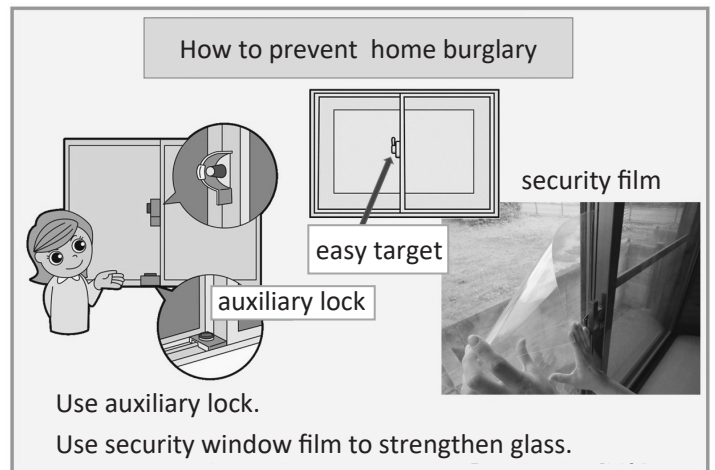 How to prevent home burglary
security film
easy target
auxiliary lock
Use auxiliary lock.
Use security window film to strengthen glass.